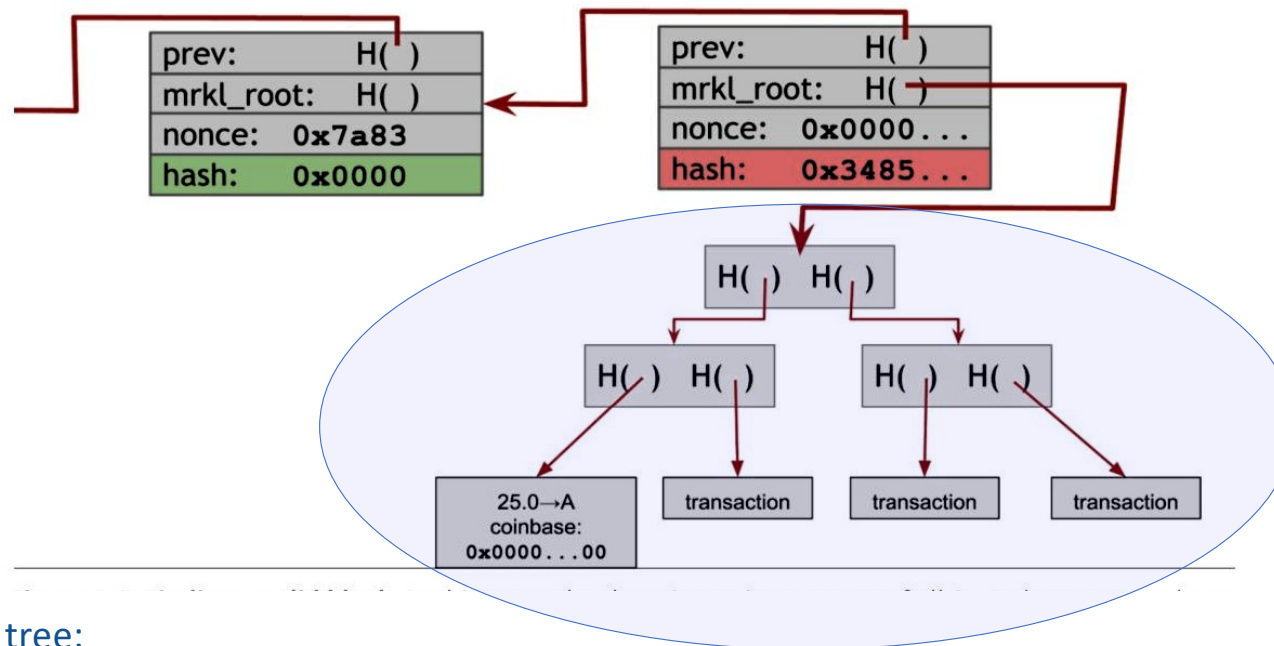 prev: H( )
mrkl_root: H( )
nonce: 0x7a83
hash: 0x0000
prev: H( )
mrkl_root: H( )
nonce: 0x0000...
hash: 0x3485...
H( ) H( )
H( ) H( )
H( ) H( )
25.0→A
coinbase:
0x0000...00
transaction
transaction
transaction
tree: